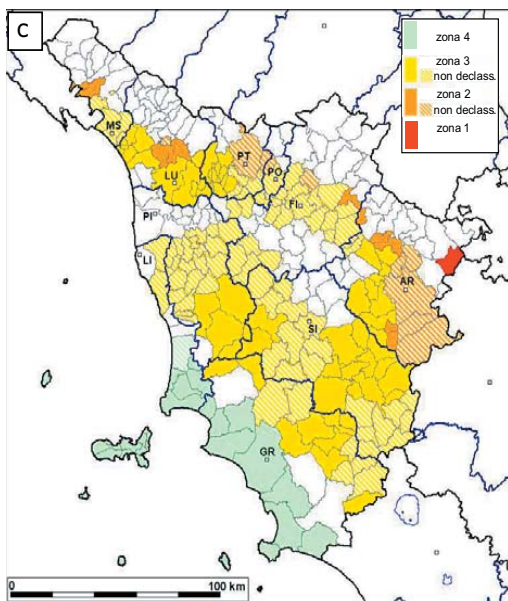 C
zona 4
zona 3
non declass.
zona 2
non declass.
zona 1
MS
LU
PT
PO
FI
PI
LI
AR
SI
GR
0
100 km